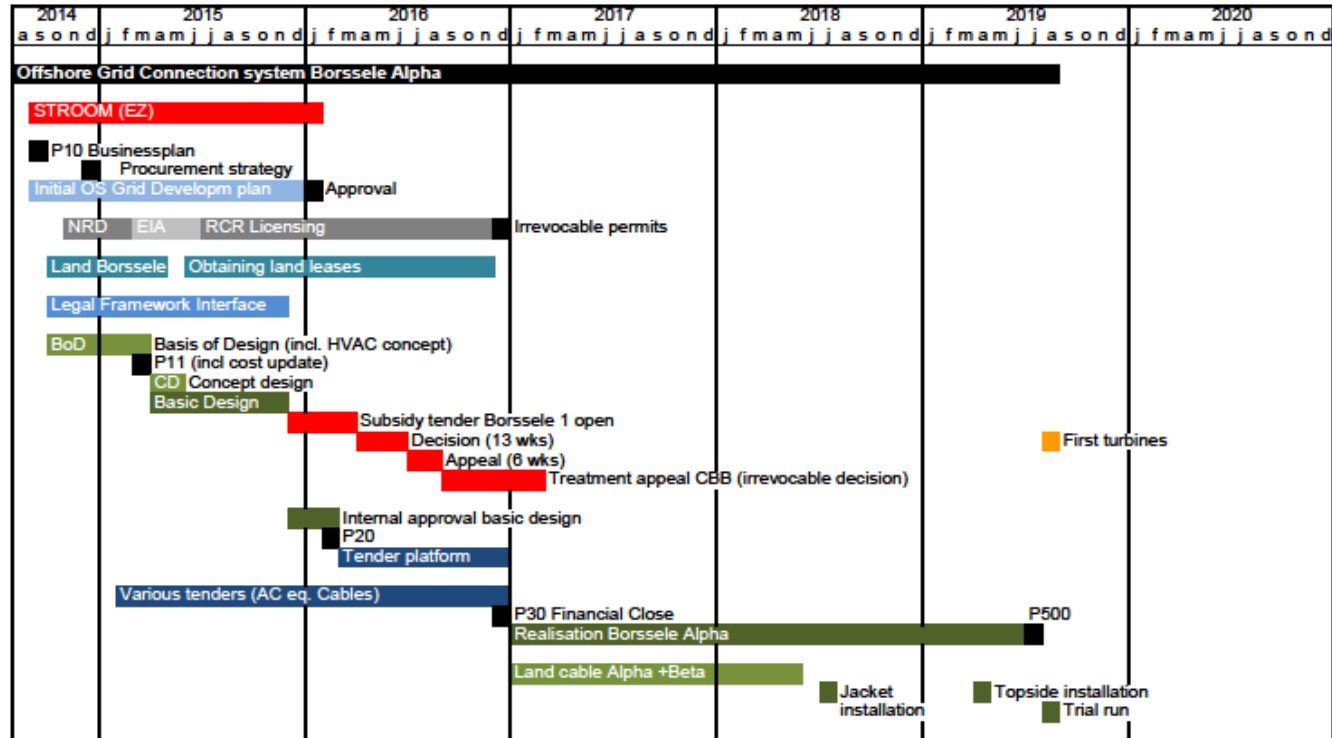 2014 2015 2016 2017 2018 2019 2020
a s o n d j f m a m j j a s o n d j f m a m j j a s o n d j f m a m j j a s o n d j f m a m j j a s o n d j f m a m j j a s o n d j f m a m j j a s o n d
Offshore Grid Connection system Borssele Alpha
STROOM (EZ)
P10 Businessplan
Procurement strategy
Initial OS Grid Developm plan Approval
NRD EIA RCR Licensing Irrevocable permits
Land Borssele Obtaining land leases
Legal Framework Interface
BoD Basis of Design (incl. HVAC concept)
P11 (incl cost update)
CD Concept design
Basic Design
Subsidy tender Borssele 1 open
Decision (13 wks) First turbines
Appeal (6 wks)
Treatment appeal CBB (irrevocable decision)
Internal approval basic design
P20
Tender platform
Various tenders (AC eq. Cables)
P30 Financial Close P500
Realisation Borssele Alpha
Land cable Alpha +Beta
Jacket Topside installation
installation Trial run